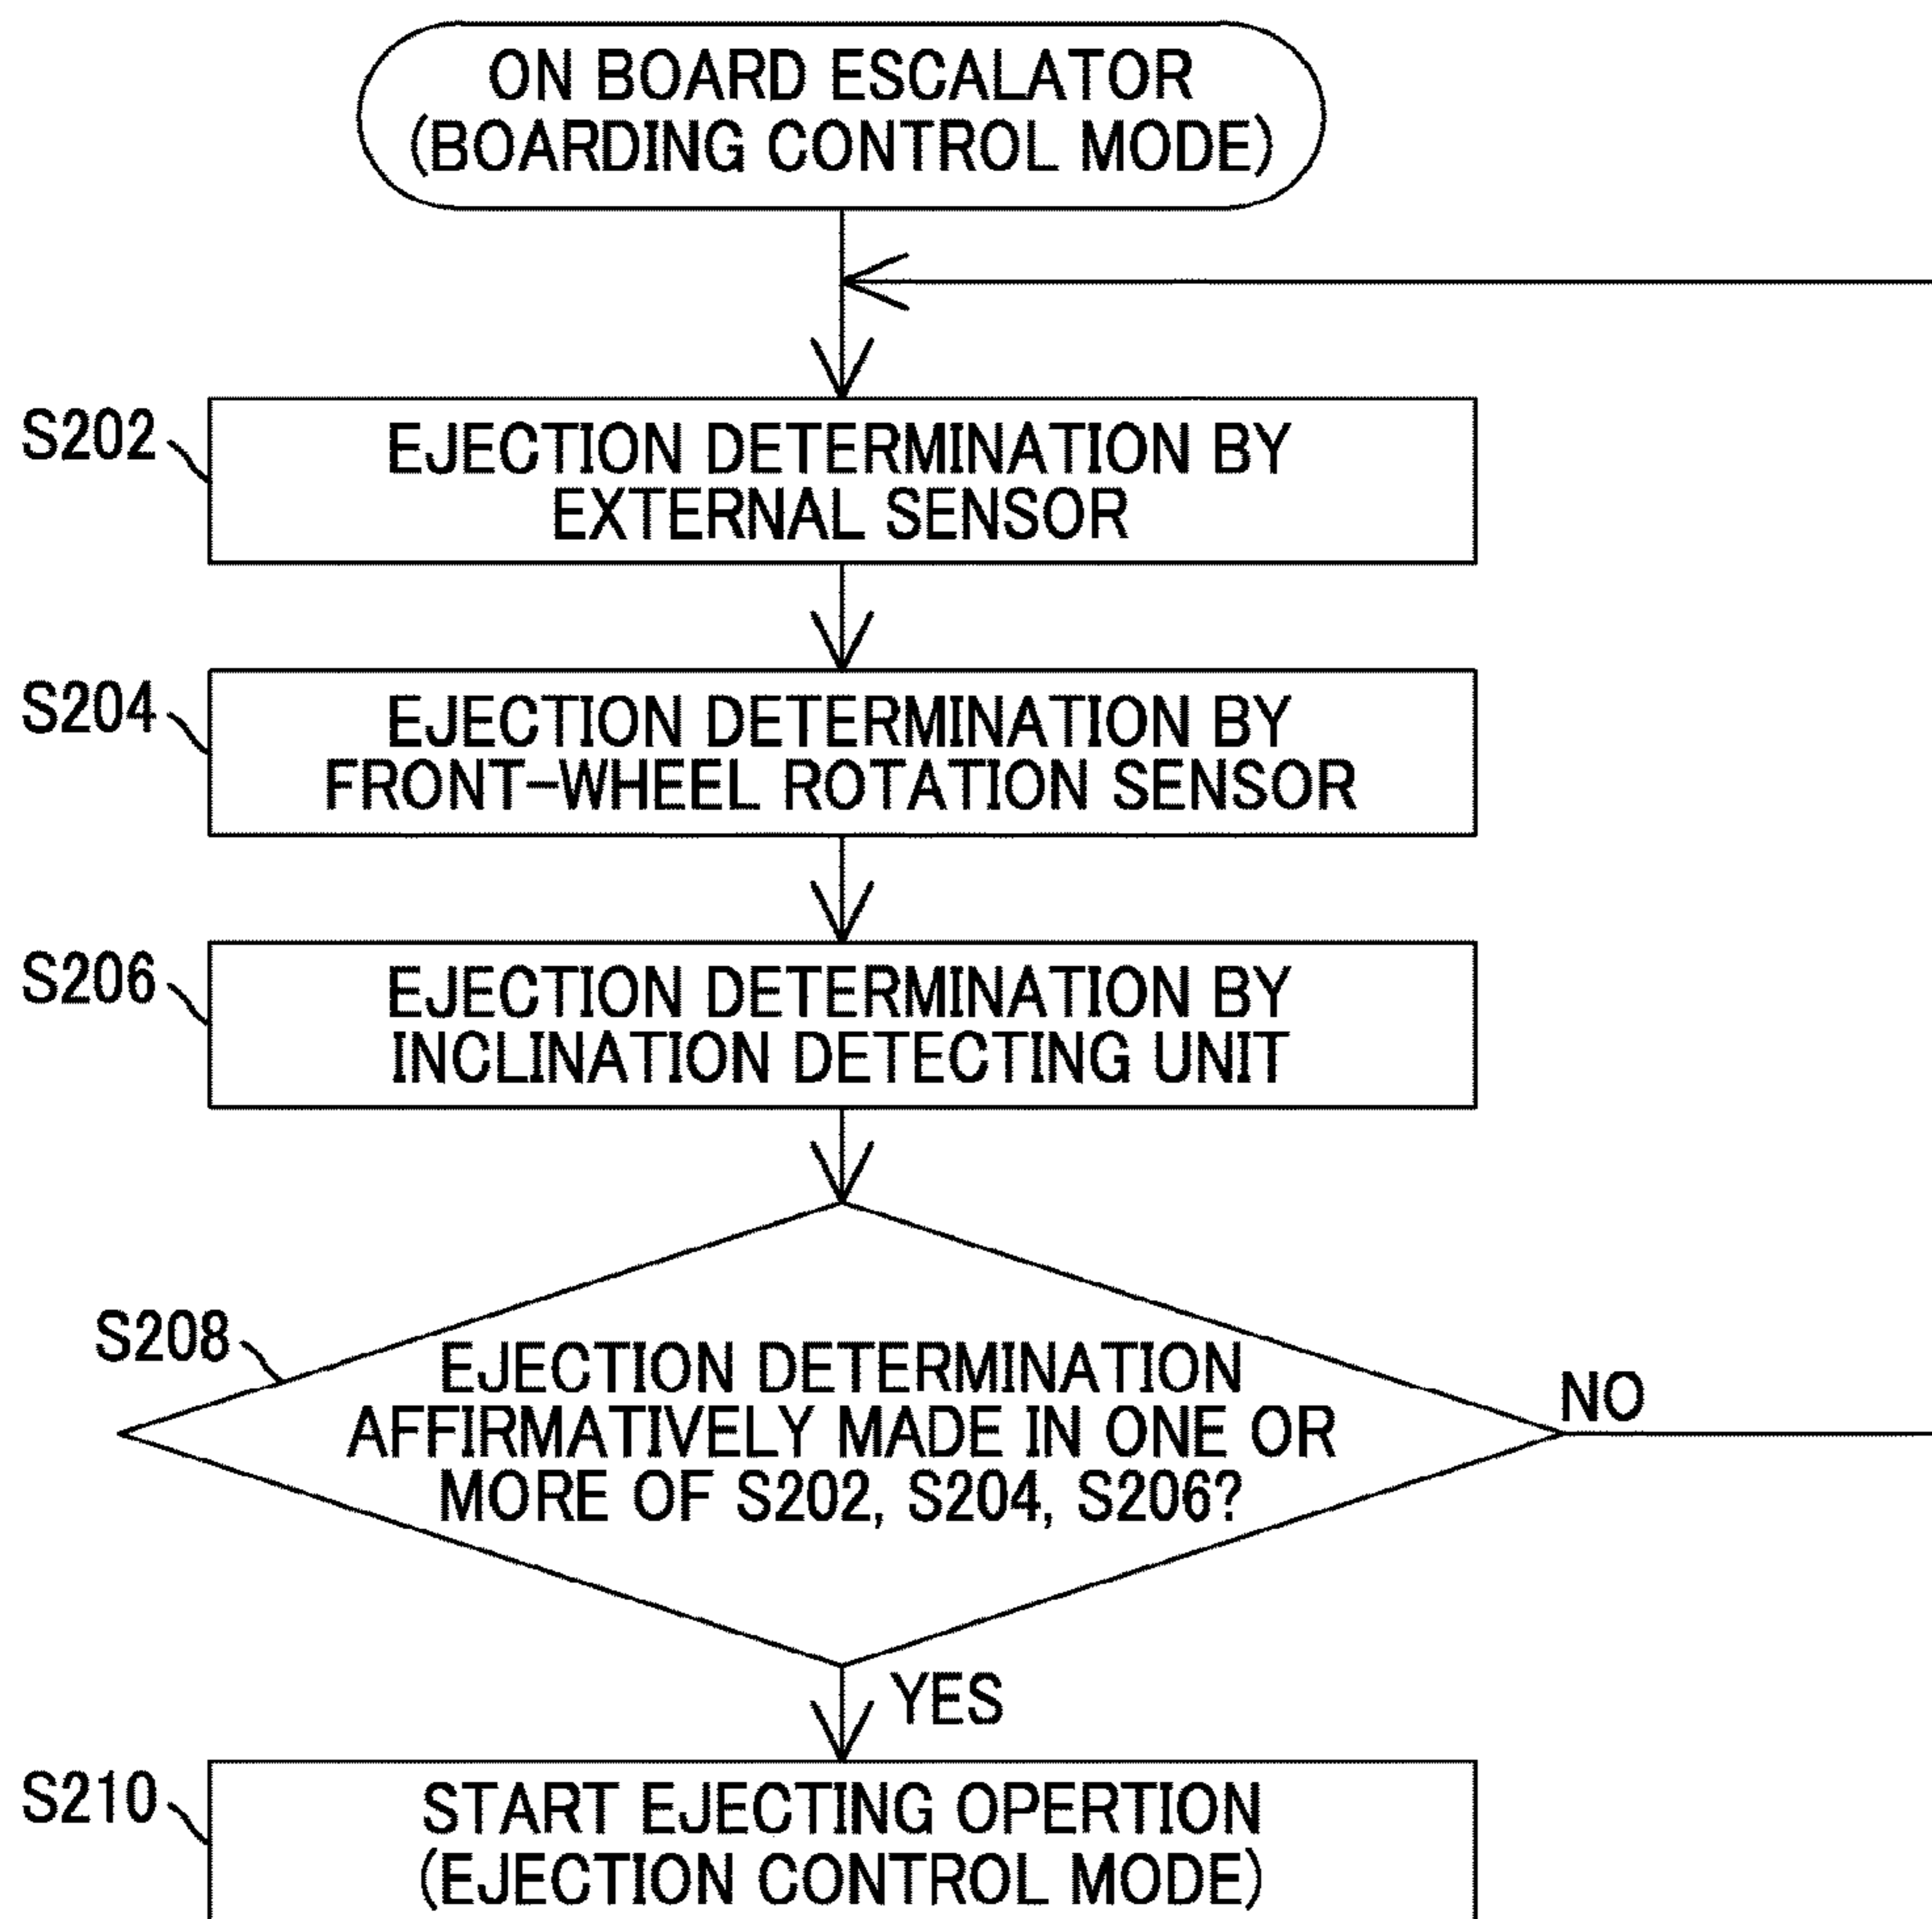 ON BOARD ESCALATOR
(BOARDING CONTROL MODE)
S202
EJECTION DETERMINATION BY
EXTERNAL SENSOR
S204
EJECTION DETERMINATION BY
FRONT-WHEEL ROTATION SENSOR
S206
EJECTION DETERMINATION BY
INCLINATION DETECTING UNIT
S208
EJECTION DETERMINATION
AFFIRMATIVELY MADE IN ONE OR
MORE OF S202, S204, S206?
NO
YES
S210
START EJECTING OPERTION
(EJECTION CONTROL MODE)